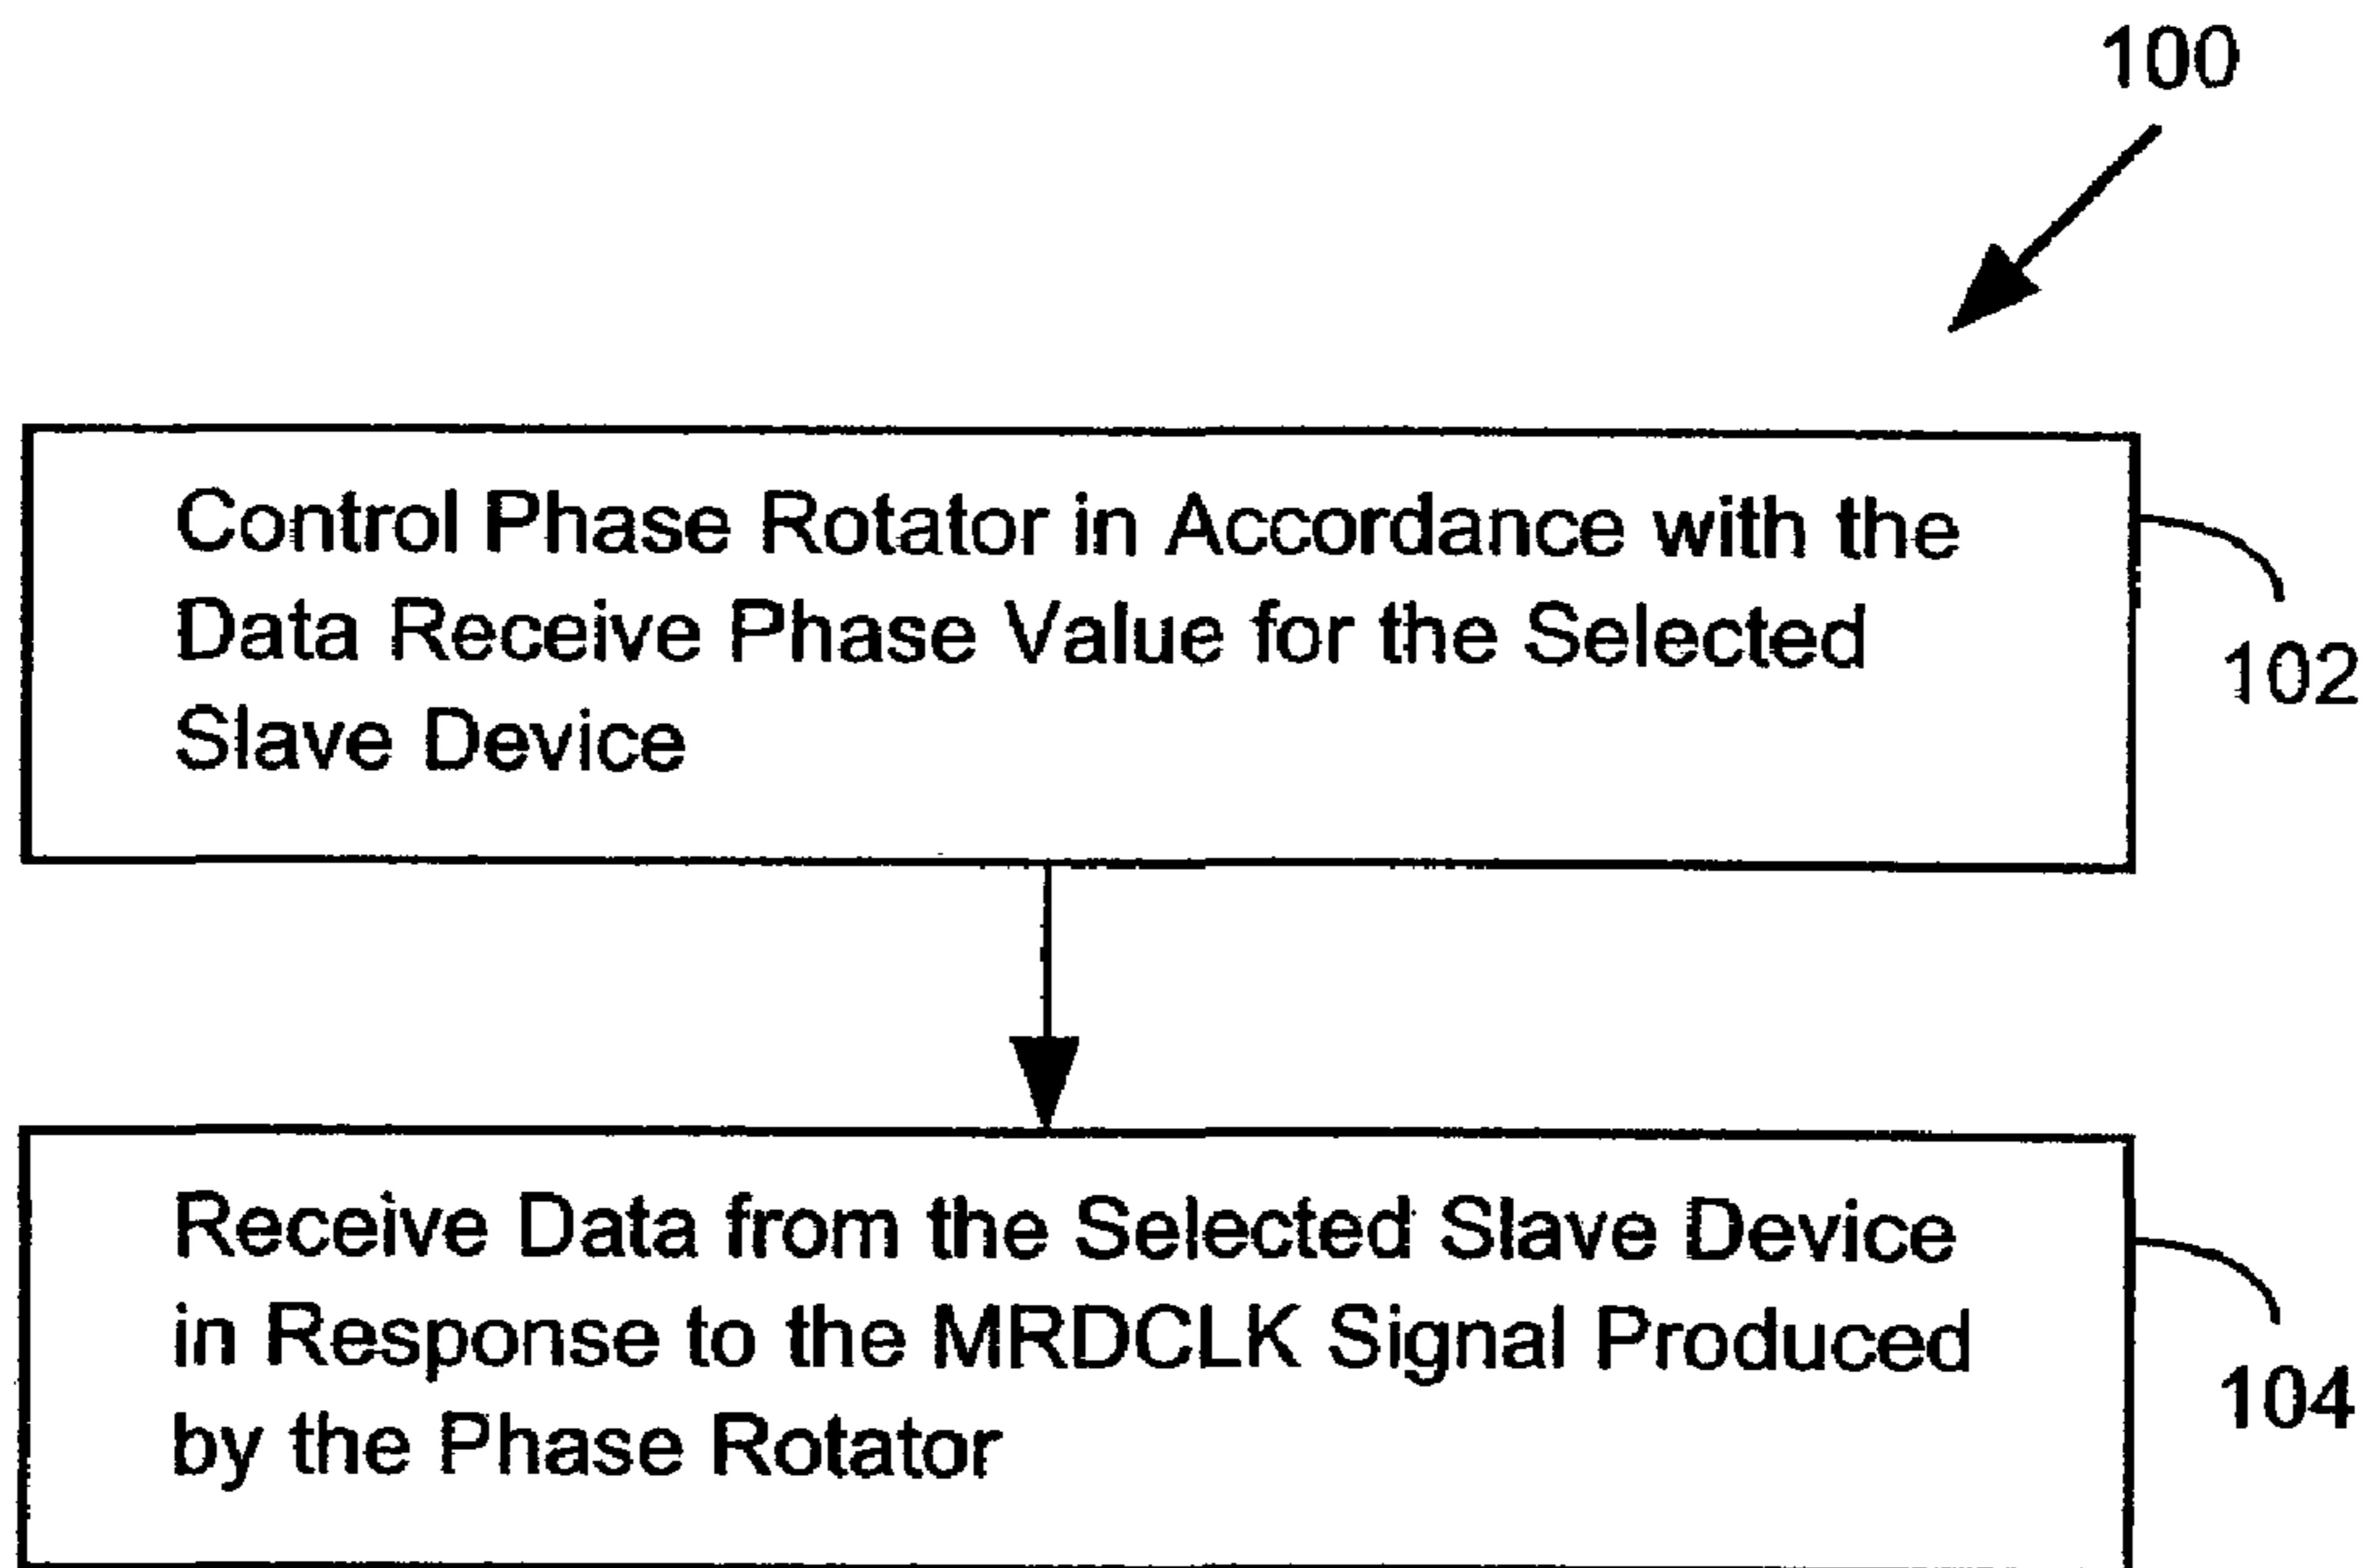 100
Control Phase Rotator in Accordance with the
Data Receive Phase Value for the Selected
Slave Device
102
Receive Data from the Selected Slave Device
in Response to the MRDCLK Signal Produced
by the Phase Rotator
104